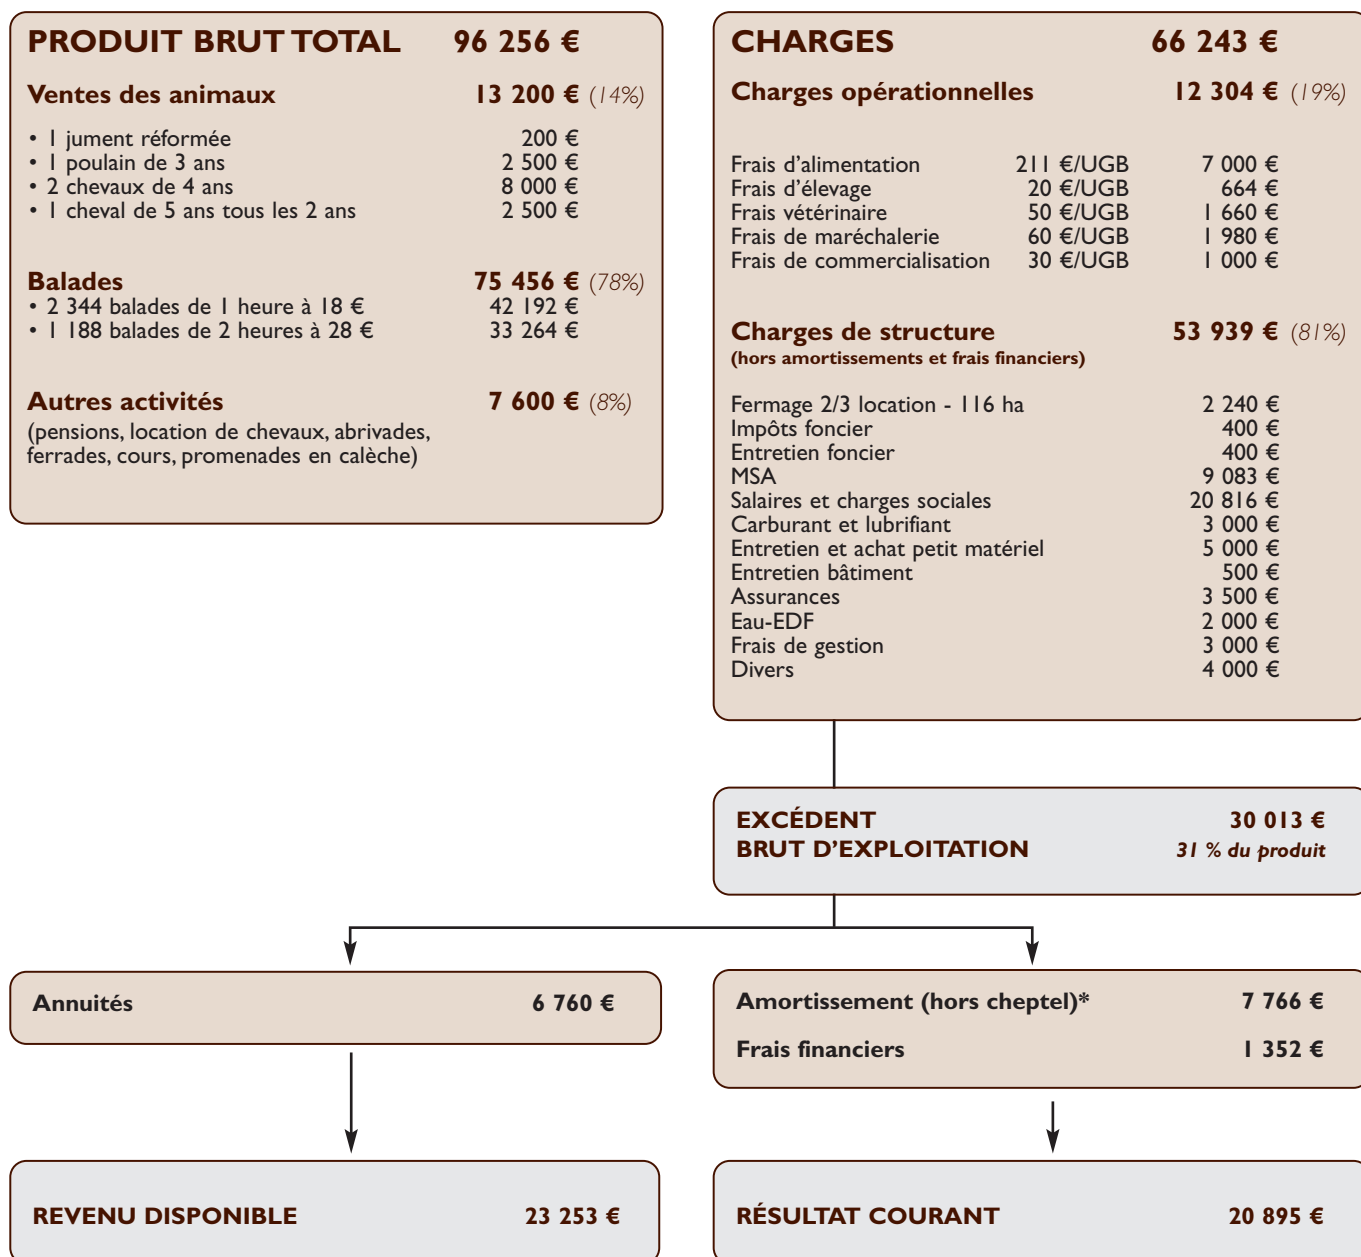 PRODUIT BRUT TOTAL 96 256 €
Ventes des animaux 13 200 € (14%)
• 1 jument réformée 200 €
• 1 poulain de 3 ans 2 500 €
• 2 chevaux de 4 ans 8 000 €
• 1 cheval de 5 ans tous les 2 ans 2 500 €
Balades 75 456 € (78%)
• 2 344 balades de 1 heure à 18 € 42 192 €
• 1 188 balades de 2 heures à 28 € 33 264 €
Autres activités 7 600 € (8%)
(pensions, location de chevaux, abrivades,
ferrades, cours, promenades en calèche)
CHARGES 66 243 €
Charges opérationnelles 12 304 € (19%)
Frais d’alimentation 211 €/UGB 7 000 €
Frais d’élevage 20 €/UGB 664 €
Frais vétérinaire 50 €/UGB 1 660 €
Frais de maréchalerie 60 €/UGB 1 980 €
Frais de commercialisation 30 €/UGB 1 000 €
Charges de structure 53 939 € (81%)
(hors amortissements et frais financiers)
Fermage 2/3 location - 116 ha 2 240 €
Impôts foncier 400 €
Entretien foncier 400 €
MSA 9 083 €
Salaires et charges sociales 20 816 €
Carburant et lubrifiant 3 000 €
Entretien et achat petit matériel 5 000 €
Entretien bâtiment 500 €
Assurances 3 500 €
Eau-EDF 2 000 €
Frais de gestion 3 000 €
Divers 4 000 €
EXCÉDENT 30 013 €
BRUT D’EXPLOITATION 31 % du produit
Annuités 6 760 €
Amortissement (hors cheptel)* 7 766 €
Frais financiers 1 352 €
REVENU DISPONIBLE 23 253 €
RÉSULTAT COURANT 20 895 €